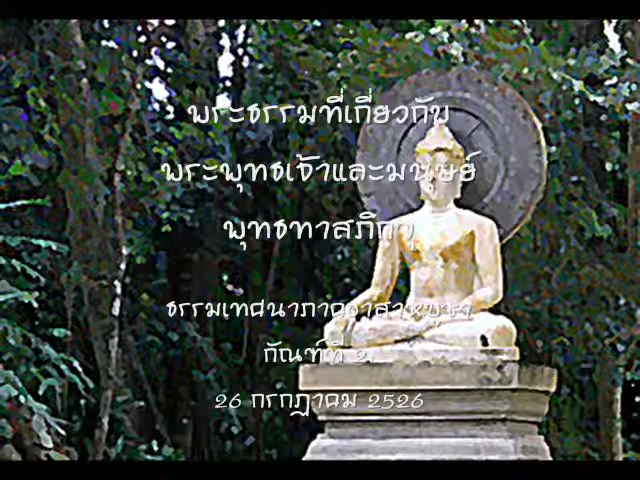 พระธรรมที่เกี่ยวกับ
พระพุทธเจ้าและมนุษย์
พุทธทาสภิกขุ
ธรรมเทศนาภาคอาสาฬหบูชา
กัณฑ์ที่
26 กรกฎาคม 2526